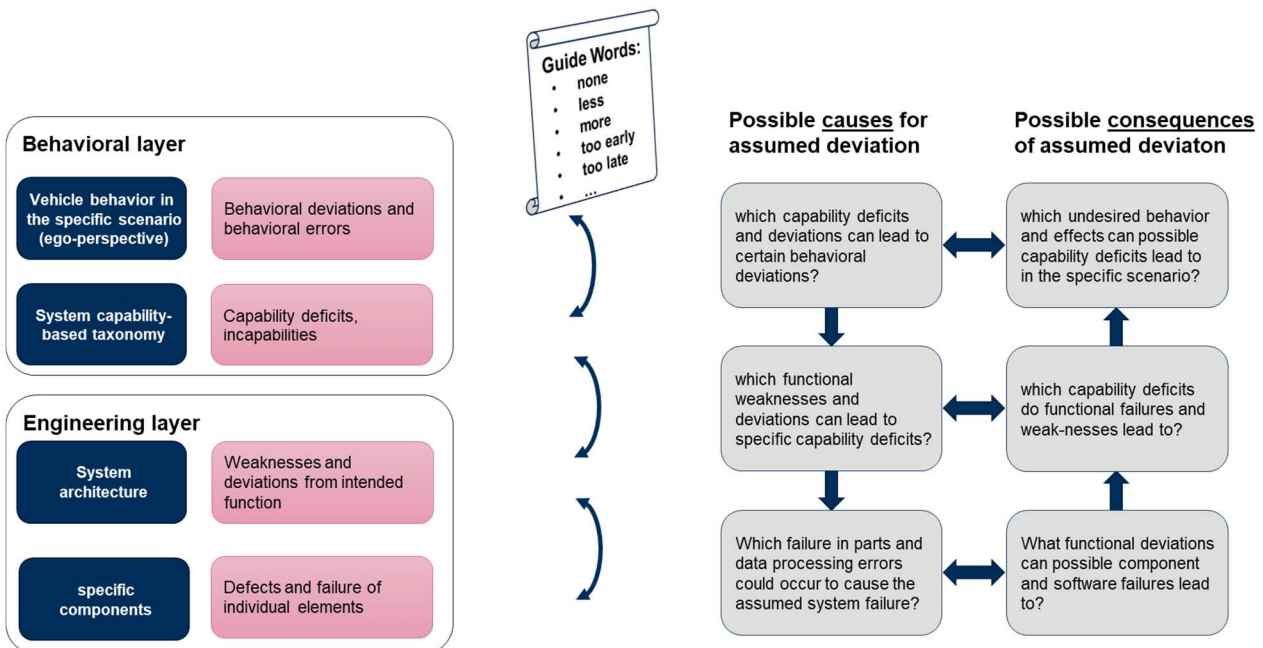 Guide Words:
• none
• less
• more
• too early
• too late
• ...
Behavioral layer
Vehicle behavior in
the specific scenario
(ego-perspective)
Behavioral deviations and
behavioral errors
System capability-
based taxonomy
Capability deficits,
incapabilities
Engineering layer
System
architecture
Weaknesses and
deviations from intended
function
specific
components
Defects and failure of
individual elements
Possible causes for
assumed deviation
Possible consequences
of assumed deviaton
which capability deficits
and deviations can lead to
certain behavioral
deviations?
which undesired behavior
and effects can possible
capability deficits lead to
in the specific scenario?
which functional
weaknesses and
deviations can lead to
specific capability deficits?
which capability deficits
do functional failures and
weak-nesses lead to?
Which failure in parts and
data processing errors
could occur to cause the
assumed system failure?
What functional deviations
can possible component
and software failures lead
to?